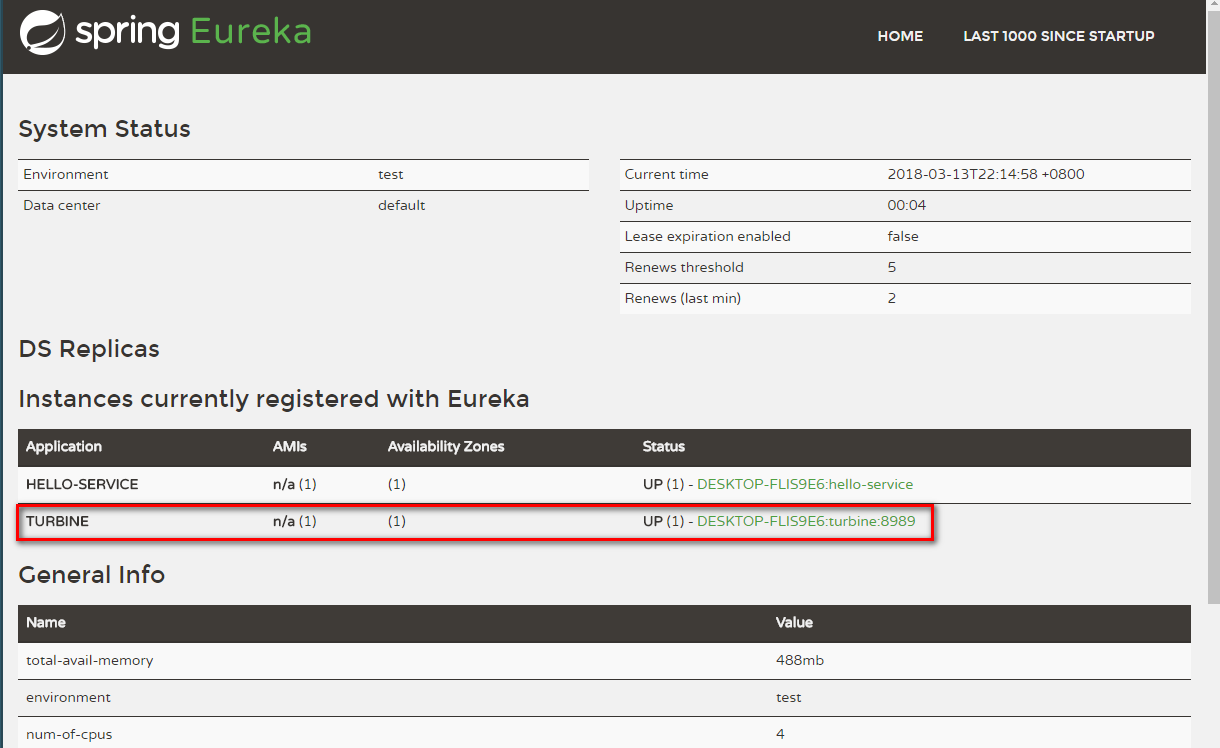 spring Eureka
HOME LAST 1000 SINCE STARTUP
System Status
Environment test
Data center default
Current time 2018-03-13T22:14:58 +0800
Uptime 00:04
Lease expiration enabled false
Renews threshold 5
Renews (last min) 2
DS Replicas
Instances currently registered with Eureka
Application AMIs Availability Zones Status
HELLO-SERVICE n/a (1) (1) UP (1) - DESKTOP-FLIS9E6:hello-service
TURBINE n/a (1) (1) UP (1) - DESKTOP-FLIS9E6:turbine:8989
General Info
Name Value
total-avail-memory 488mb
environment test
num-of-cpus 4